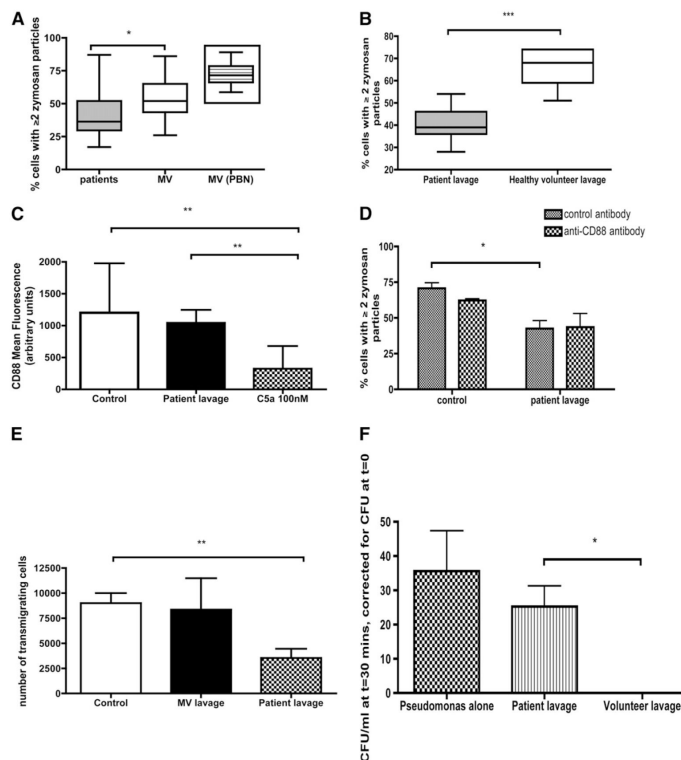 A
% cells with ≥2 zymosan particles
100
75
50
25
0
*
patients
MV
MV (PBN)
B
% cells with ≥ 2 zymosan
particles
80
70
60
50
40
30
20
***
Patient lavage
Healthy volunteer lavage
C
CD88 Mean Fluorescence
(arbitrary units)
2000
1500
1000
500
0
**
**
Control
Patient lavage
C5a 100nM
D
control antibody
anti-CD88 antibody
% cells with ≥ 2 zymosan
particles
100
75
50
25
0
*
control
patient lavage
E
number of transmigrating cells
12500
10000
7500
5000
2500
0
**
Control
MV lavage
Patient lavage
F
CFU/ml at t=30 mins, corrected for CFU at t=0
50
40
30
20
10
0
*
Pseudomonas alone
Patient lavage
Volunteer lavage